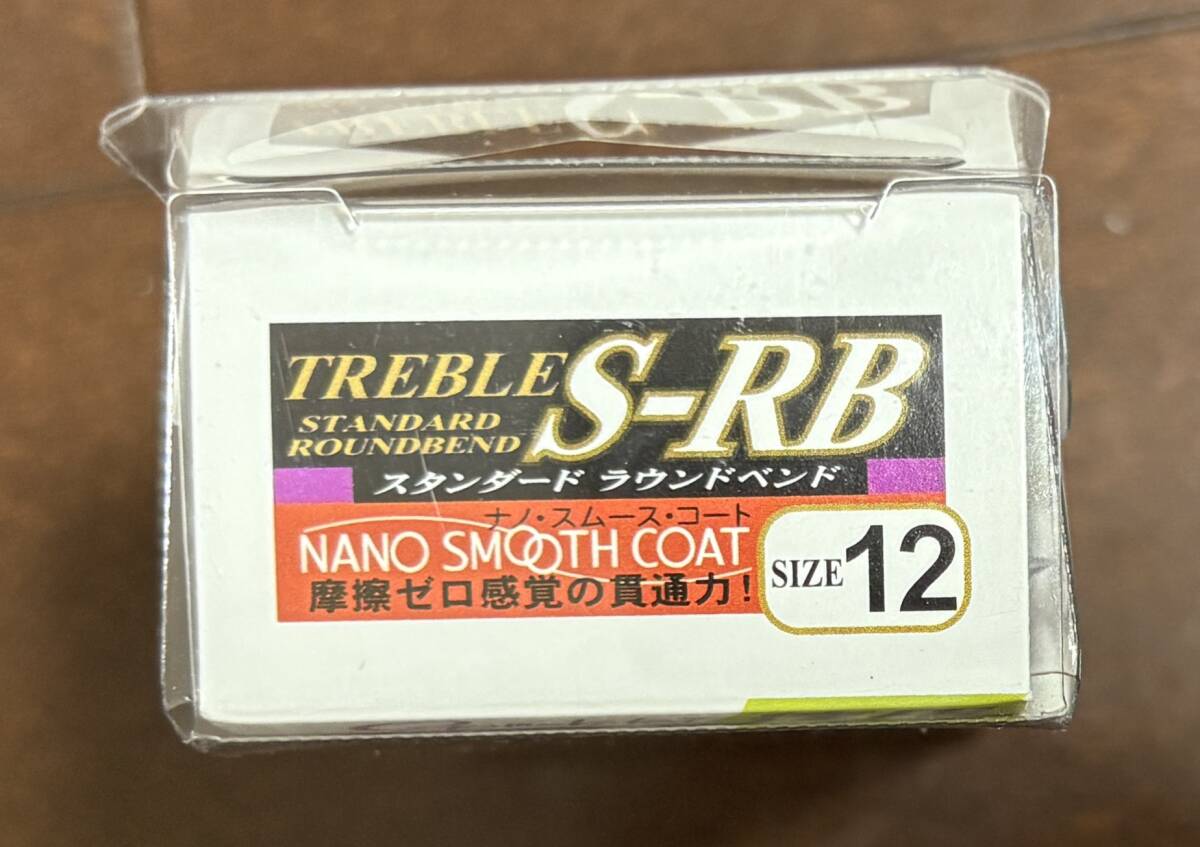 TREBLE S-RB
STANDARD
ROUNDBEND
スタンダード ラウンドベンド
ナノ・スムース・コート
NANO SMOOTH COAT
摩擦ゼロ感覚の貫通力!
SIZE 12